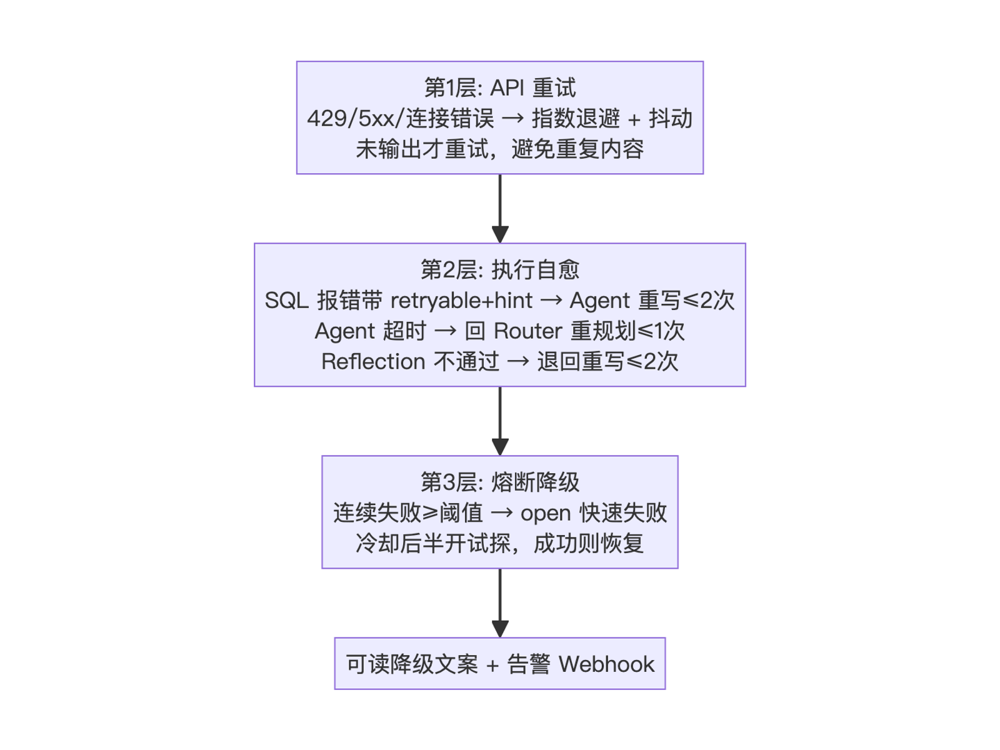 第1层: API 重试
429/5xx/连接错误 → 指数退避 + 抖动
未输出才重试，避免重复内容
第2层: 执行自愈
SQL 报错带 retryable+hint → Agent 重写≤2次
Agent 超时 → 回 Router 重规划≤1次
Reflection 不通过 → 退回重写≤2次
第3层: 熔断降级
连续失败≥阈值 → open 快速失败
冷却后半开试探，成功则恢复
可读降级文案 + 告警 Webhook